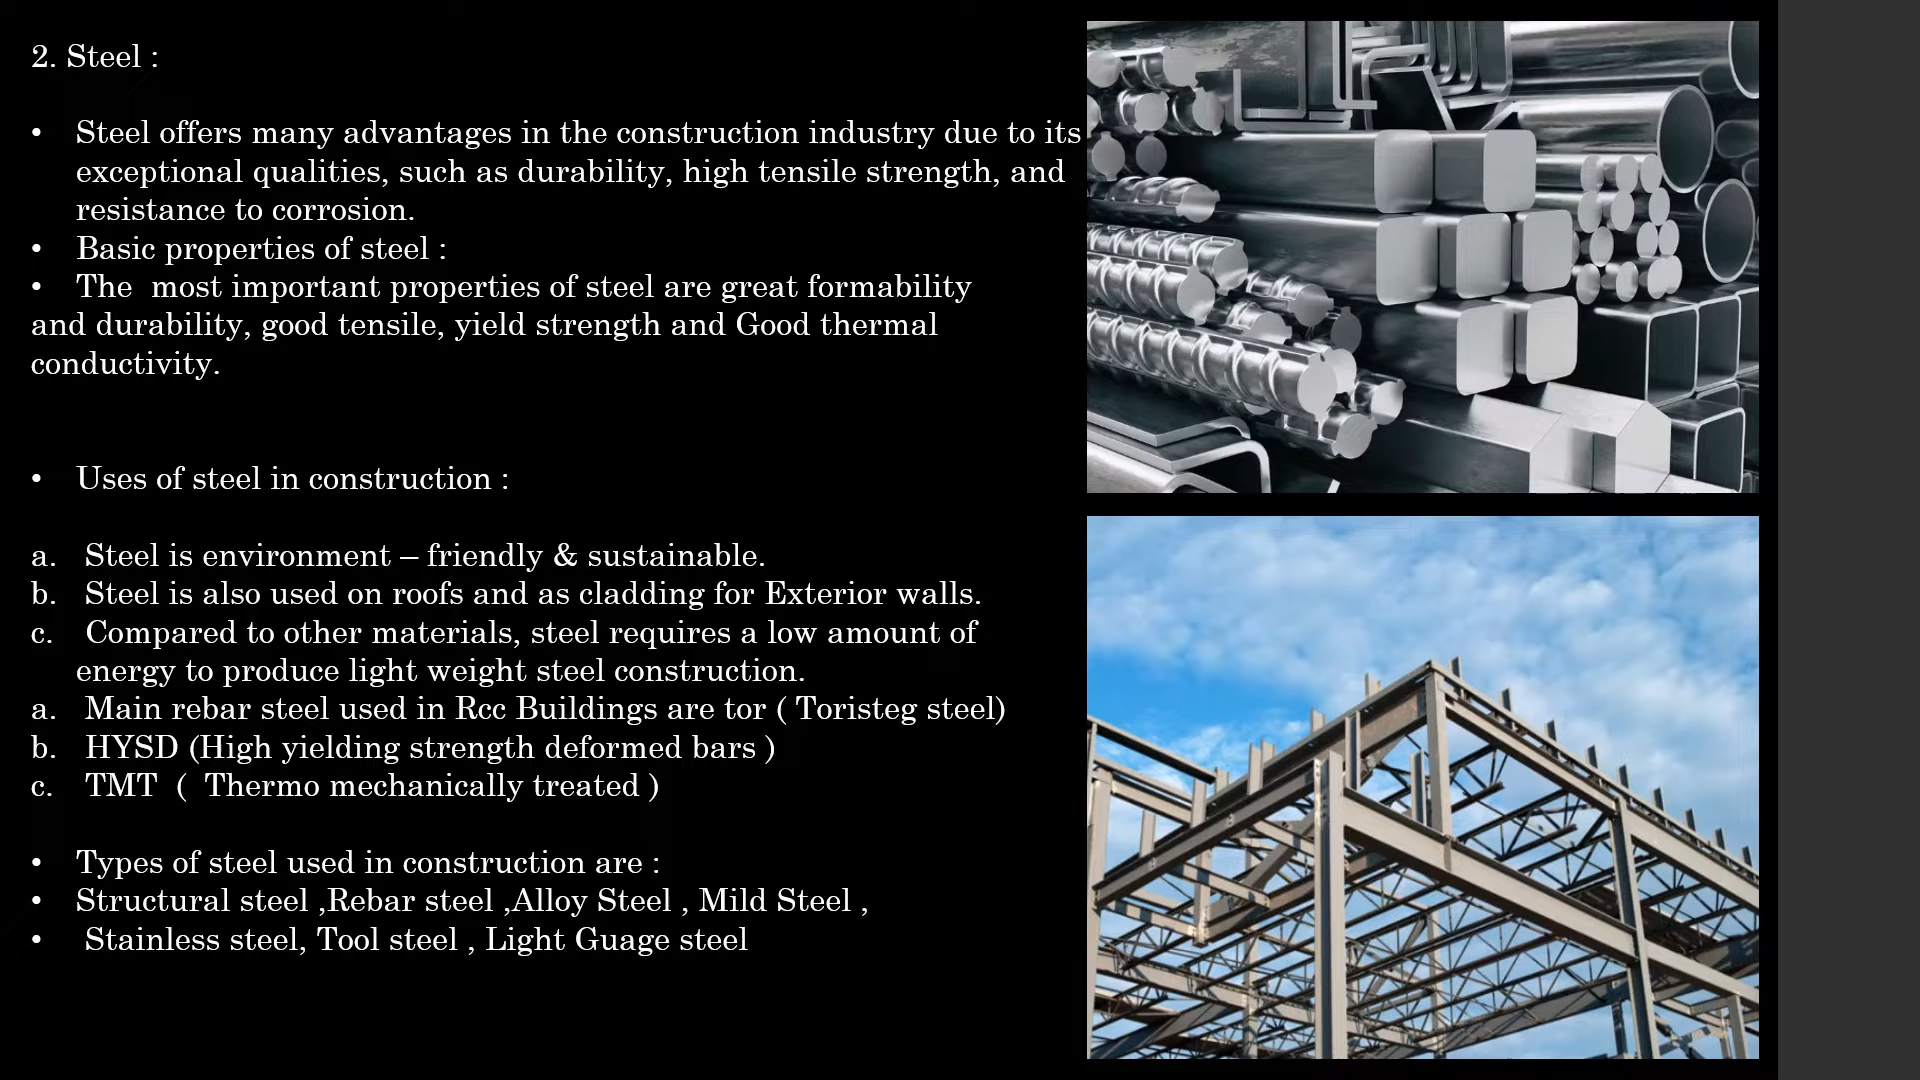 2. Steel :
• Steel offers many advantages in the construction industry due to its
exceptional qualities, such as durability, high tensile strength, and
resistance to corrosion.
• Basic properties of steel :
• The  most important properties of steel are great formability
and durability, good tensile, yield strength and Good thermal
conductivity.
• Uses of steel in construction :
a. Steel is environment – friendly & sustainable.
b. Steel is also used on roofs and as cladding for Exterior walls.
c. Compared to other materials, steel requires a low amount of
energy to produce light weight steel construction.
a. Main rebar steel used in Rcc Buildings are tor ( Toristeg steel)
b. HYSD (High yielding strength deformed bars )
c. TMT  (  Thermo mechanically treated )
• Types of steel used in construction are :
• Structural steel ,Rebar steel ,Alloy Steel , Mild Steel ,
• Stainless steel, Tool steel , Light Guage steel